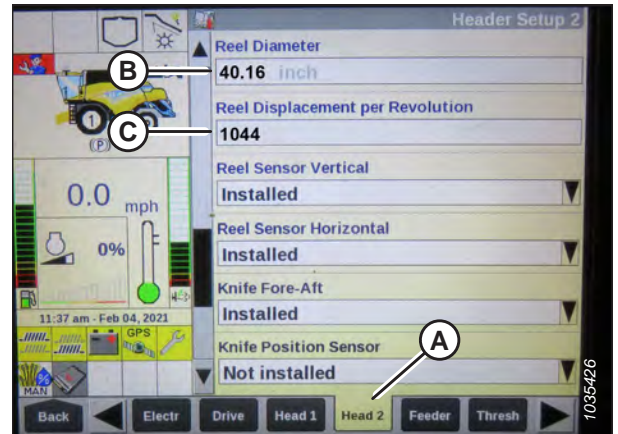 Header Setup 2
Reel Diameter
40.16 inch
Reel Displacement per Revolution
1044
Reel Sensor Vertical
Installed
Reel Sensor Horizontal
Installed
Knife Fore-Aft
Installed
Knife Position Sensor
Not installed
B
C
A
1
1
(P)
0.0 mph
0%
11:37 am - Feb 04, 2021
GPS
MAN
Back
Electr
Drive
Head 1
Head 2
Feeder
Thresh
1035426